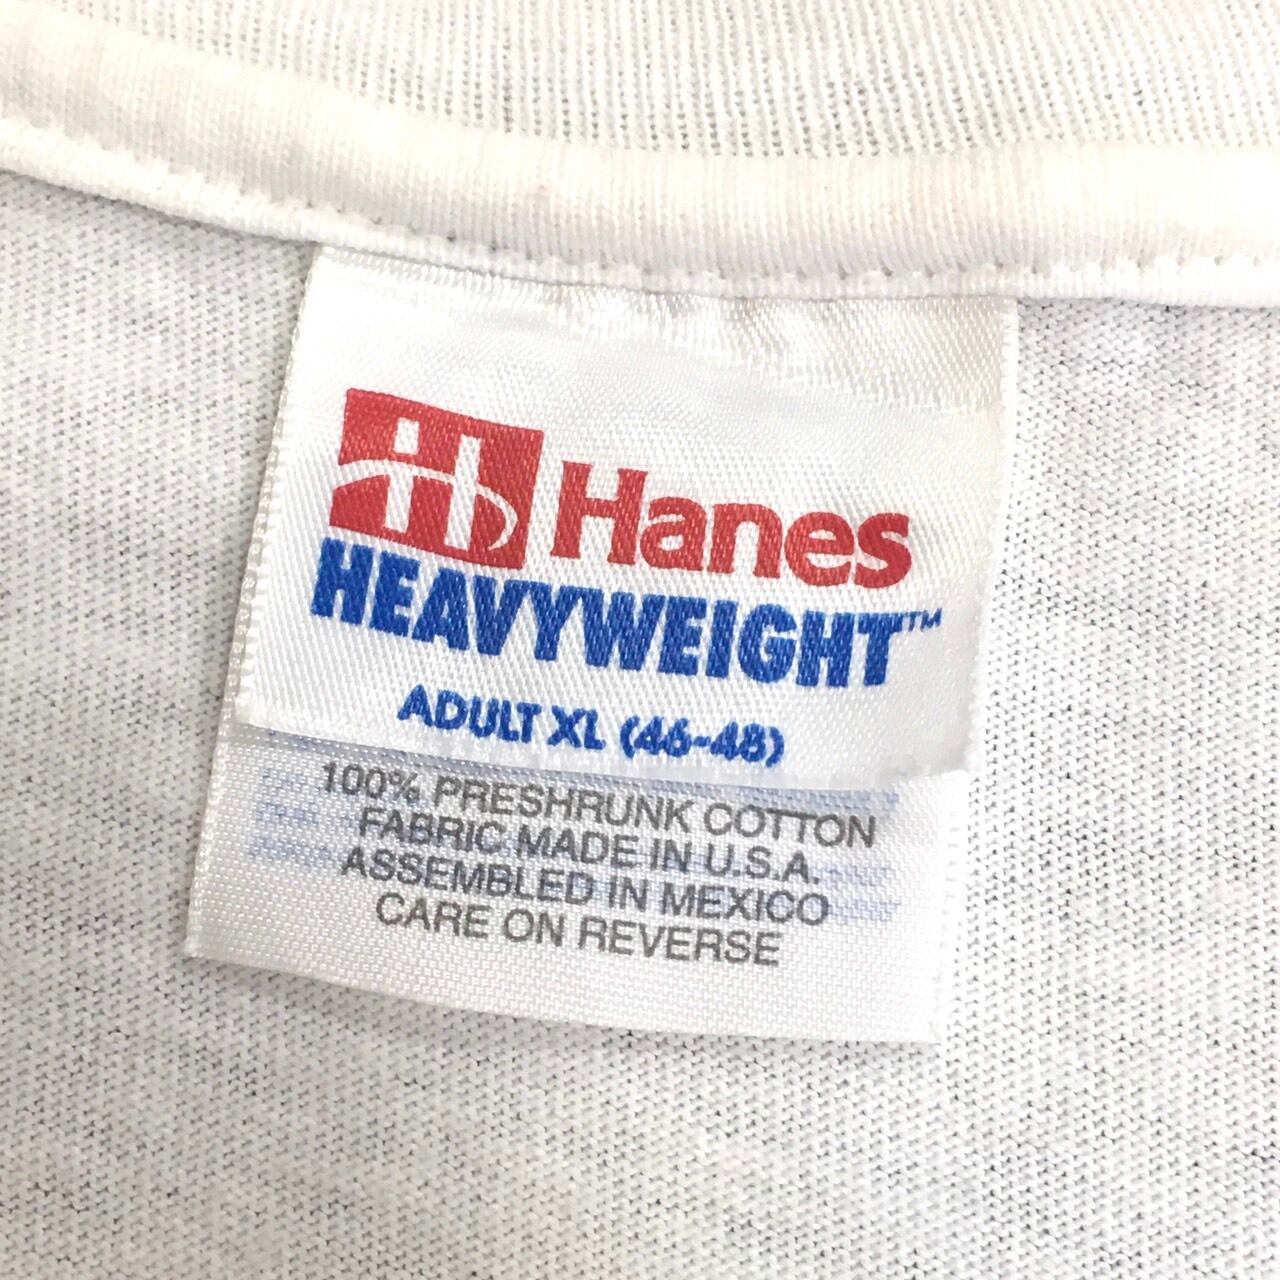 Hanes
HEAVYWEIGHT™
ADULT XL (46-48)
100% PRESHRUNK COTTON
FABRIC MADE IN U.S.A.
ASSEMBLED IN MEXICO
CARE ON REVERSE